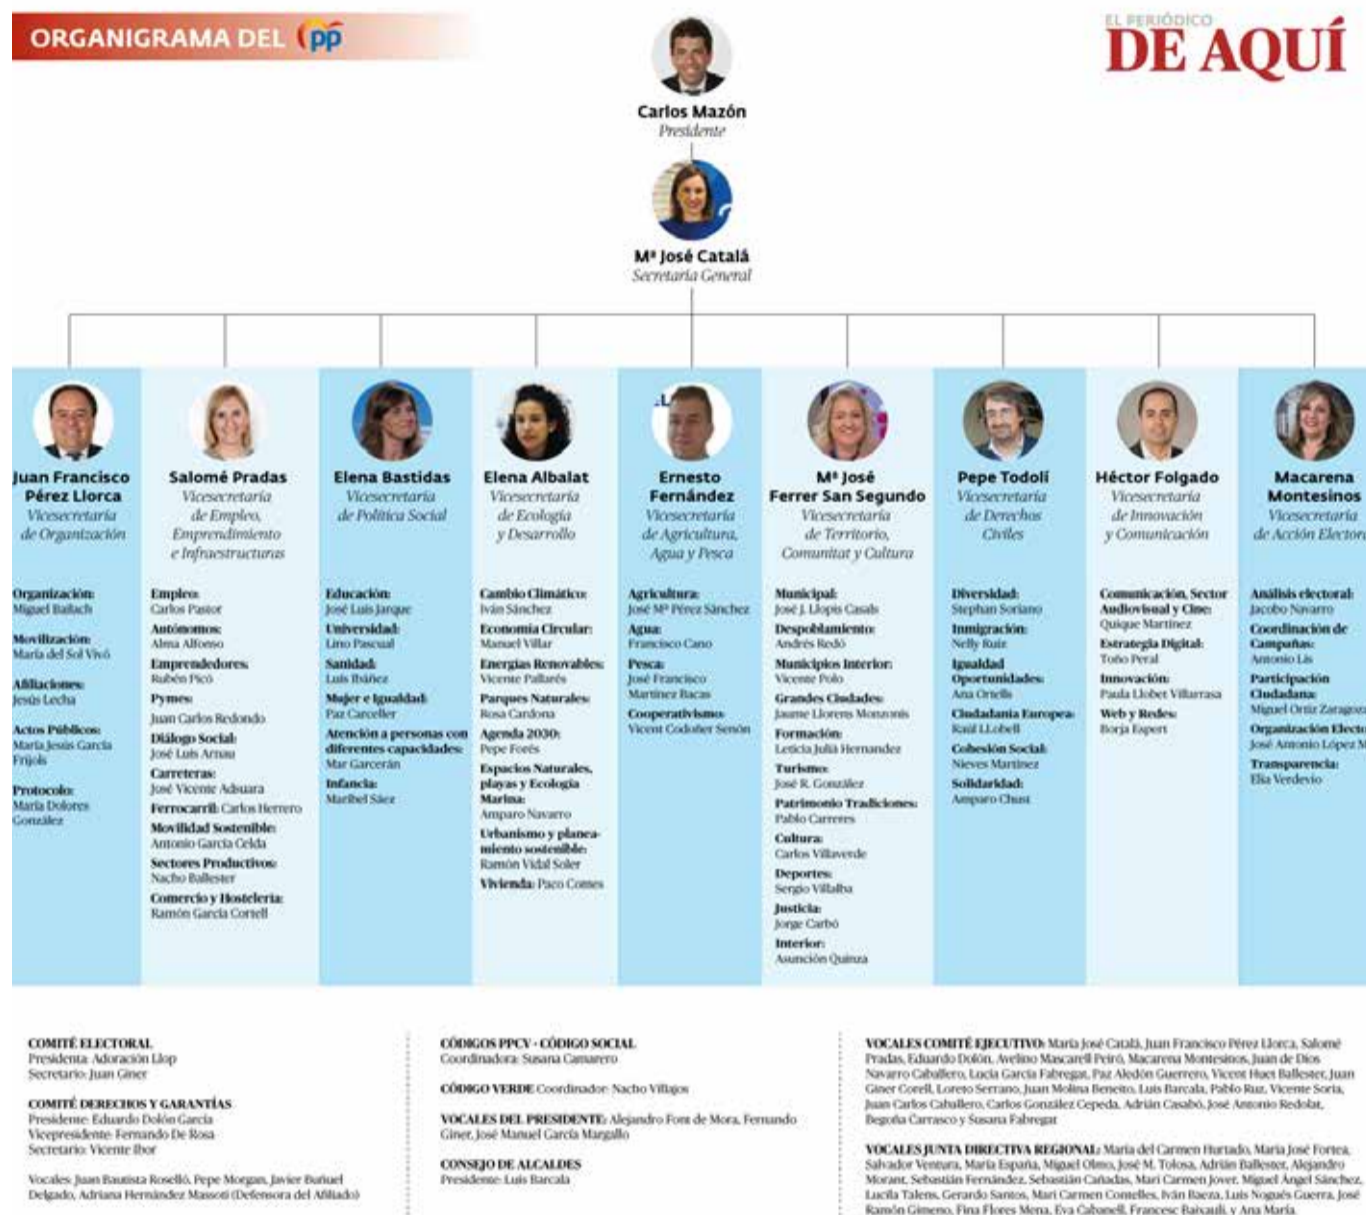 ORGANIGRAMA DEL PP
EL PERIÓDICO
DE AQUÍ
Carlos Mazón
Presidente
Mª José Catalá
Secretaría General
Juan Francisco
Pérez Llorca
Vicesecretaría
de Organización
Organización:
Miguel Bailach
Movilización:
María del Sol Vivó
Afiliaciones:
Jesús Lecha
Actos Públicos:
María Jesús García
Frijols
Protocolo:
María Dolores
González
Salomé Pradas
Vicesecretaría
de Empleo,
Emprendimiento
e Infraestructuras
Empleo:
Carlos Pastor
Autónomos:
Alma Alfonso
Emprendedores:
Rubén Picó
Pymes:
Juan Carlos Redondo
Diálogo Social:
José Luis Arnau
Carreteras:
José Vicente Adsuara
Ferrocarril: Carlos Herrero
Movilidad Sostenible:
Antonio García Celda
Sectores Productivos:
Nacho Ballester
Comercio y Hostelería:
Ramón García Cortell
Elena Bastidas
Vicesecretaría
de Política Social
Educación:
José Luis Jarque
Universidad:
Lino Pascual
Sanidad:
Luis Ibáñez
Mujer e Igualdad:
Paz Carceller
Atención a personas con
diferentes capacidades:
Mar Garcerán
Infancia:
Maribel Sáez
Elena Albalat
Vicesecretaría
de Ecología
y Desarrollo
Cambio Climático:
Iván Sánchez
Economía Circular:
Manuel Villar
Energías Renovables:
Vicente Pallarés
Parques Naturales:
Rosa Cardona
Agenda 2030:
Pepe Forés
Espacios Naturales,
playas y Ecología
Marina:
Amparo Navarro
Urbanismo y planea-
miento sostenible:
Ramón Vidal Soler
Vivienda: Paco Comes
Ernesto
Fernández
Vicesecretaría
de Agricultura,
Agua y Pesca
Agricultura:
José Mª Pérez Sánchez
Agua:
Francisco Cano
Pesca:
José Francisco
Martínez Bacas
Cooperativismo:
Vicent Codoñer Senón
Mª José
Ferrer San Segundo
Vicesecretaría
de Territorio,
Comunitat y Cultura
Municipal:
José J. Llopis Casals
Despoblamiento:
Andrés Redó
Municipios Interior:
Vicente Polo
Grandes Ciudades:
Jaume Llorens Monzonis
Formación:
Leticia Juliá Hernandez
Turismo:
José R. González
Patrimonio Tradiciones:
Pablo Carreres
Cultura:
Carlos Villaverde
Deportes:
Sergio Villalba
Justicia:
Jorge Carbó
Interior:
Asunción Quinza
Pepe Todolí
Vicesecretaría
de Derechos
Civiles
Diversidad:
Stephan Soriano
Inmigración:
Nelly Ruiz
Igualdad
Oportunidades:
Ana Ortells
Ciudadanía Europea:
Raúl LLobell
Cohesión Social:
Nieves Martínez
Solidaridad:
Amparo Chust
Héctor Folgado
Vicesecretaría
de Innovación
y Comunicación
Comunicación, Sector
Audiovisual y Cine:
Quique Martínez
Estrategia Digital:
Toño Peral
Innovación:
Paula Llobet Villarrasa
Web y Redes:
Borja Espert
Macarena
Montesinos
Vicesecretaría
de Acción Electora
Análisis electoral:
Jacobo Navarro
Coordinación de
Campañas:
Antonio Lis
Participación
Ciudadana:
Miguel Ortiz Zaragoza
Organización Electo
José Antonio López M
Transparencia:
Elia Verdevío
COMITÉ ELECTORAL
Presidenta: Adoración Llop
Secretario: Juan Giner
COMITÉ DERECHOS Y GARANTÍAS
Presidente: Eduardo Dolón García
Vicepresidente: Fernando De Rosa
Secretario: Vicente Ibor
Vocales: Juan Bautista Roselló, Pepe Morgan, Javier Buñuel
Delgado, Adriana Hernández Massoti (Defensora del Afiliado)
CÓDIGOS PPCV - CÓDIGO SOCIAL
Coordinadora: Susana Camarero
CÓDIGO VERDE Coordinador: Nacho Villajos
VOCALES DEL PRESIDENTE: Alejandro Font de Mora, Fernando
Giner, José Manuel García Margallo
CONSEJO DE ALCALDES
Presidente: Luis Barcala
VOCALES COMITÉ EJECUTIVO: María José Catalá, Juan Francisco Pérez Llorca, Salomé
Pradas, Eduardo Dolón, Avelino Mascarell Peiró, Macarena Montesinos, Juan de Dios
Navarro Caballero, Lucía García Fabregat, Paz Aledón Guerrero, Vicent Huet Ballester, Juan
Giner Corell, Loreto Serrano, Juan Molina Beneito, Luis Barcala, Pablo Ruz, Vicente Soria,
Juan Carlos Caballero, Carlos González Cepeda, Adrián Casabó, José Antonio Redolat,
Begoña Carrasco y Susana Fabregat
VOCALES JUNTA DIRECTIVA REGIONAL: María del Carmen Hurtado, María José Fortea,
Salvador Ventura, María España, Miguel Olmo, José M. Tolosa, Adrián Ballester, Alejandro
Morant, Sebastián Fernández, Sebastián Cañadas, Mari Carmen Jover, Miguel Ángel Sánchez,
Lucila Talens, Gerardo Santos, Mari Carmen Contelles, Iván Baeza, Luis Nogués Guerra, José
Ramón Gimeno, Fina Flores Mena, Eva Cabanell, Francesc Baixauli, y Ana María.